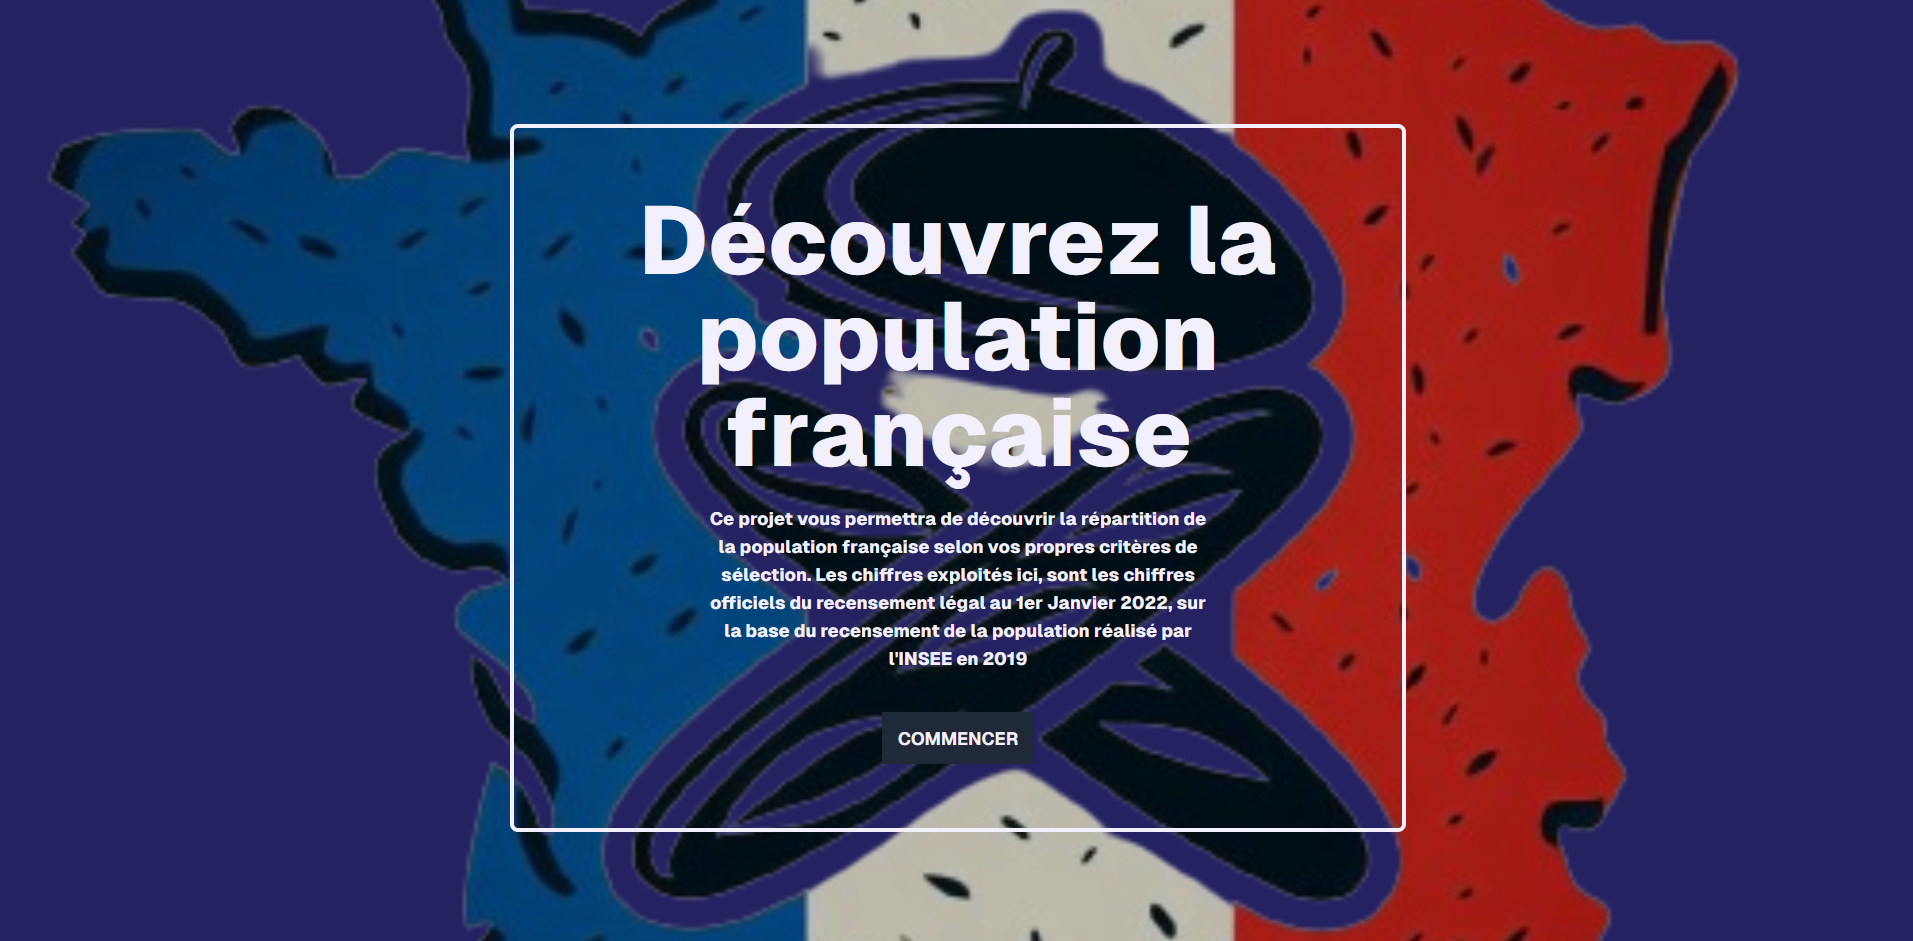 Découvrez la
population
française
Ce projet vous permettra de découvrir la répartition de
la population française selon vos propres critères de
sélection. Les chiffres exploités ici, sont les chiffres
officiels du recensement légal au 1er Janvier 2022, sur
la base du recensement de la population réalisé par
l'INSEE en 2019
COMMENCER